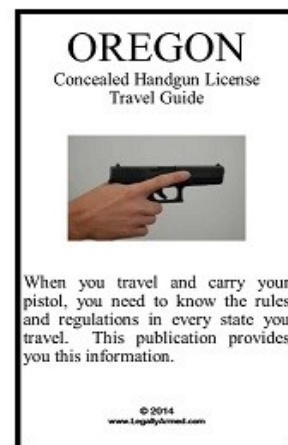 OREGON
Concealed Handgun License
Travel Guide
When you travel and carry your
pistol, you need to know the rules
and regulations in every state you
travel. This publication provides
you this information.
© 2014
www.LegallyArmed.com